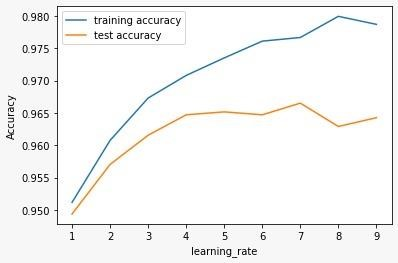 training accuracy
test accuracy
Accuracy
0.980
0.975
0.970
0.965
0.960
0.955
0.950
1 2 3 4 5 6 7 8 9
learning_rate